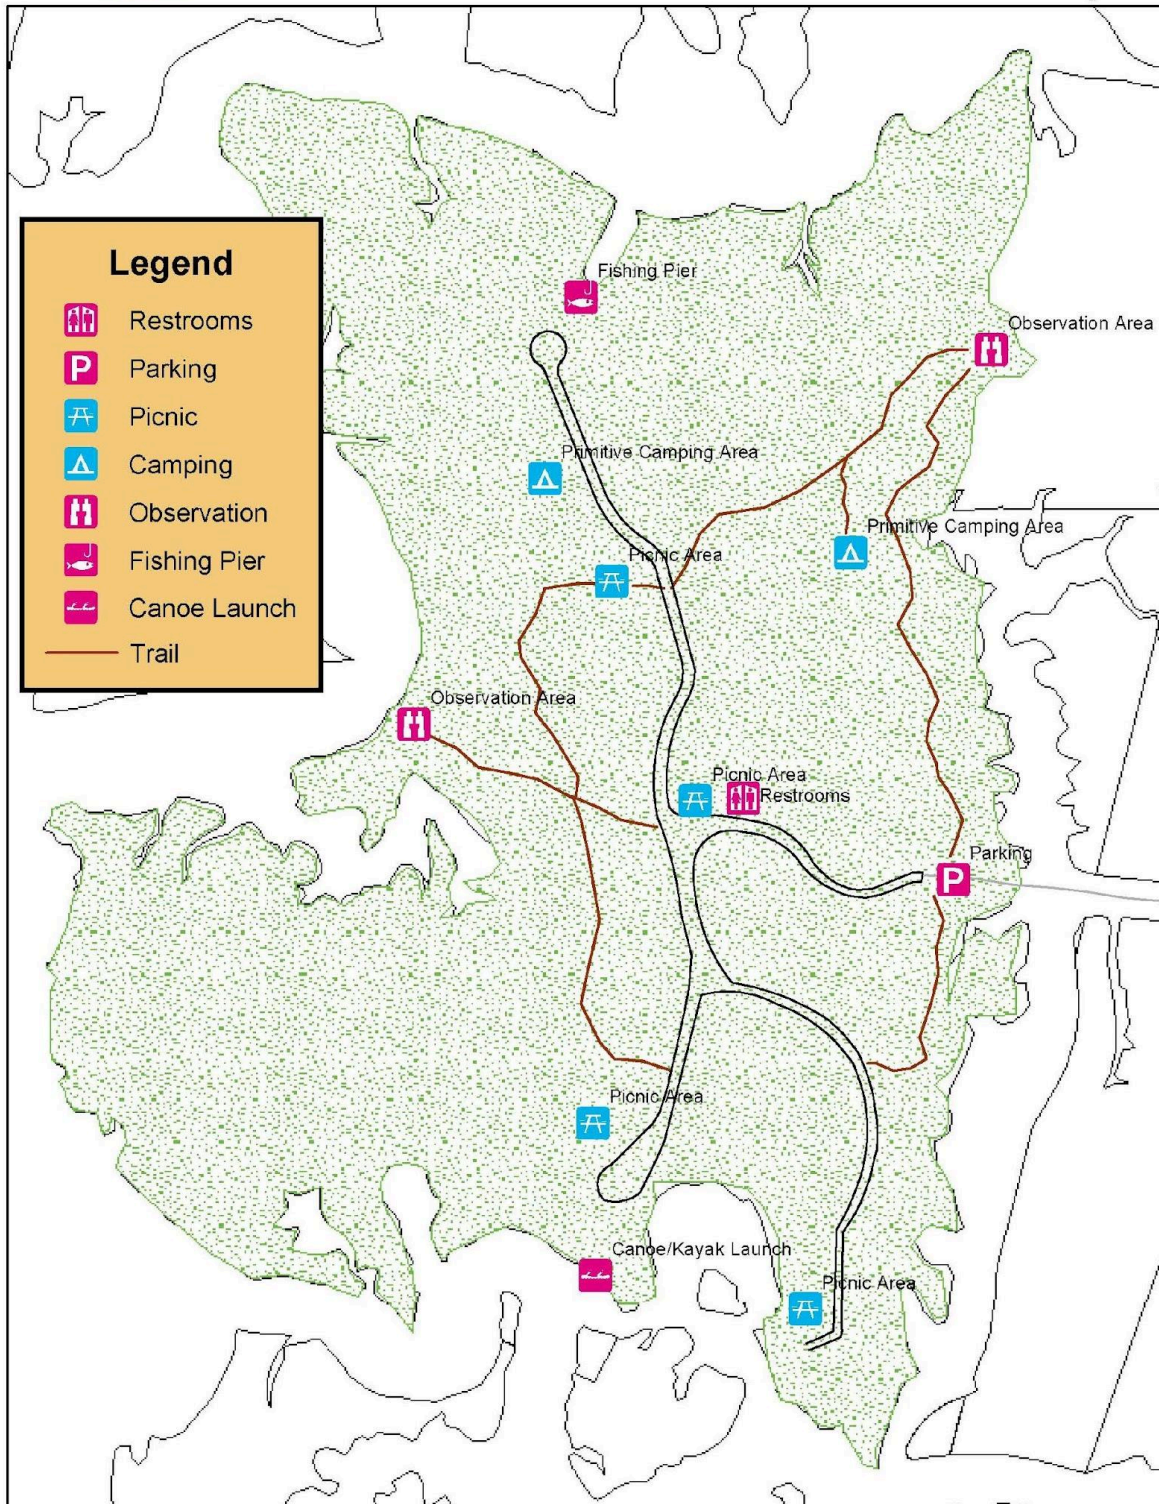 Fishing Pier
Legend
Restrooms
Observation Area
P Parking
Picnic
Primitive Camping Area
Camping
Observation
Primitive Camping Area
Fishing Pier
Picnic Area
Canoe Launch
Trail
Observation Area
Picnic Area
Restrooms
Parking
P
Picnic Area
Canoe/Kayak Launch
Picnic Area